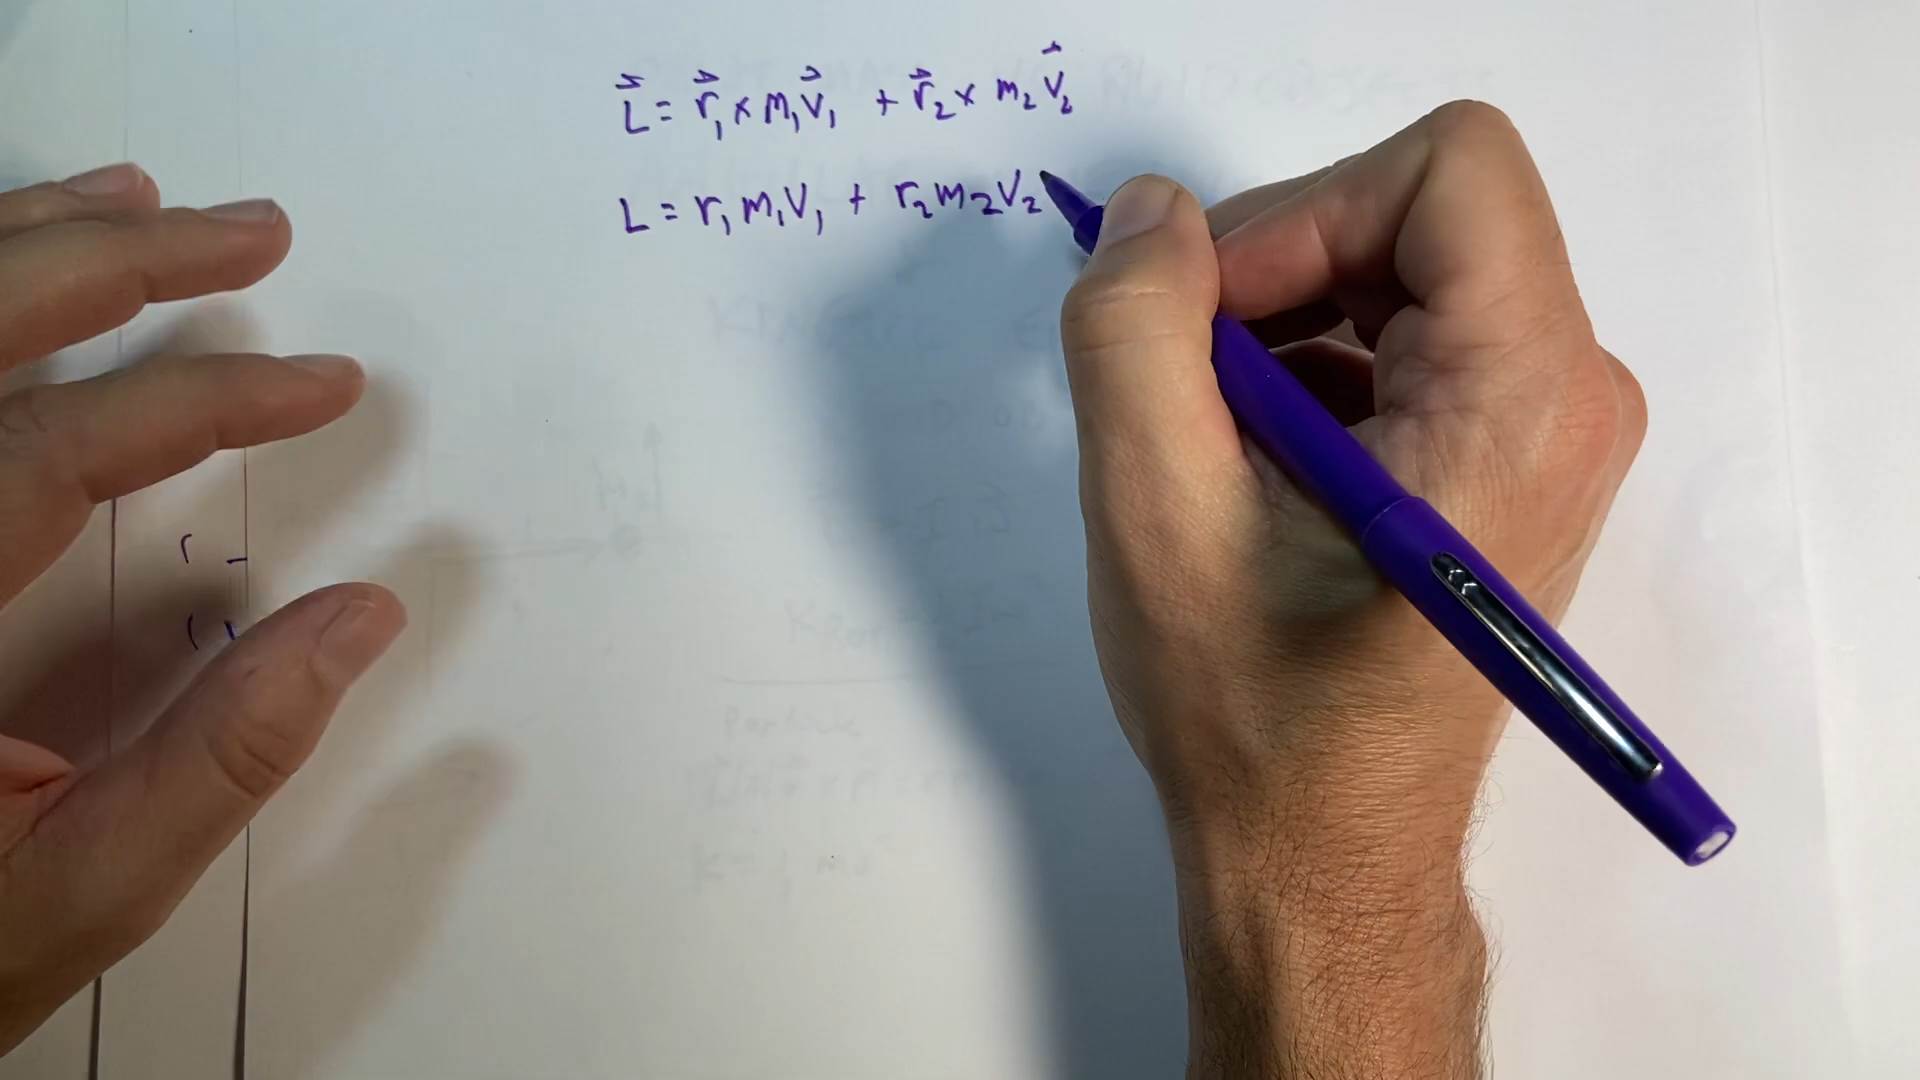 L⃗ = r⃗₁ × m₁v⃗₁ + r⃗₂ × m₂v⃗₂
L = r₁m₁v₁ + r₂m₂v₂
r